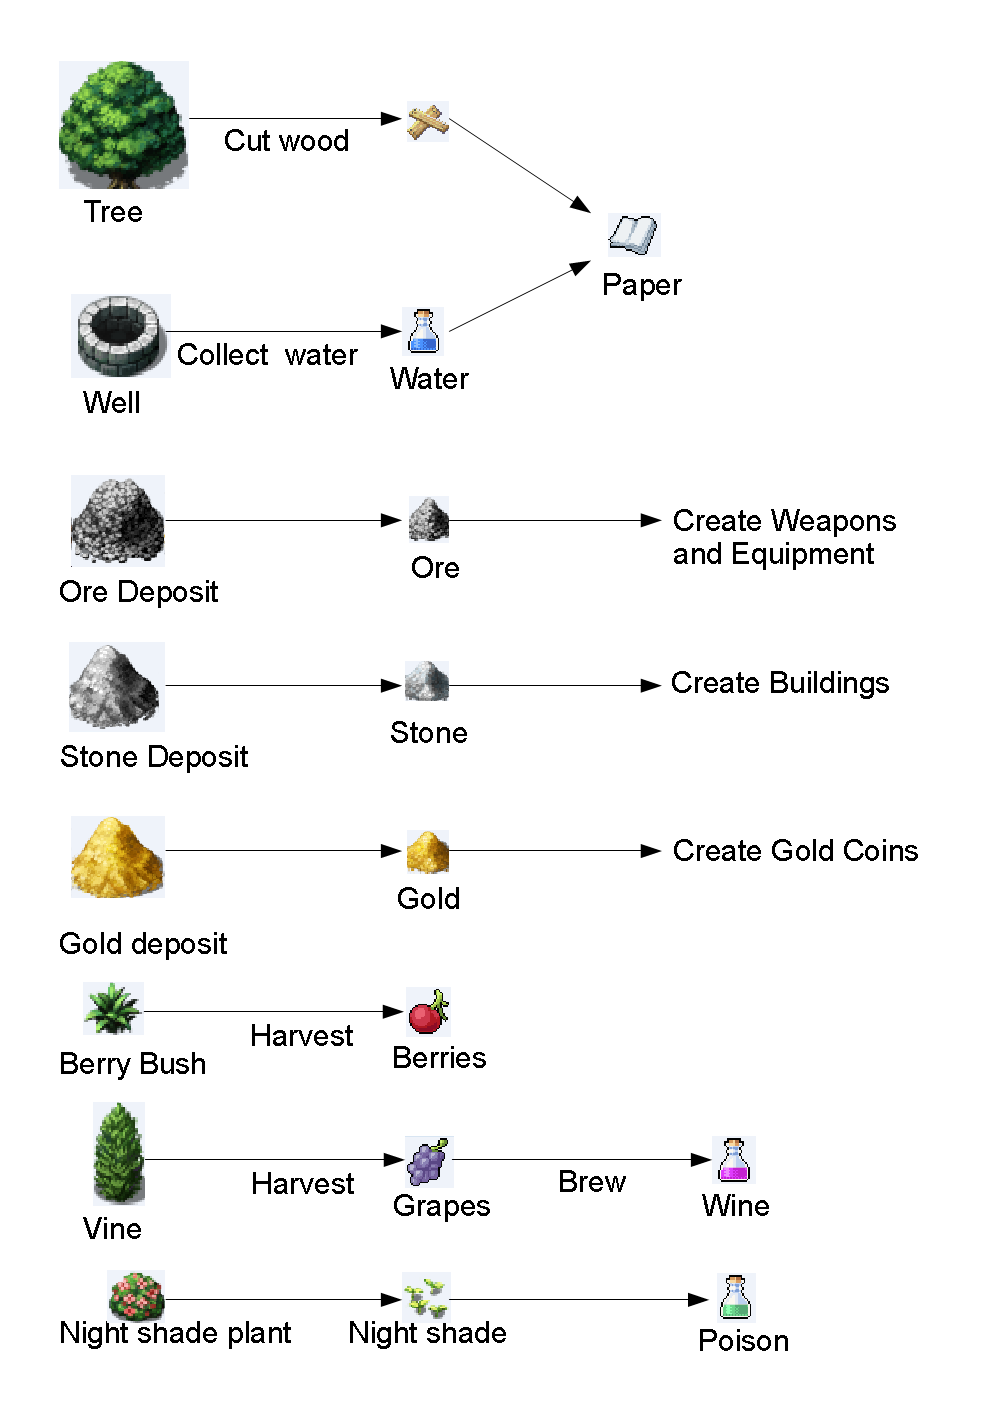 Cut wood
Tree
Paper
Collect  water
Water
Well
Create Weapons
and Equipment
Ore
Ore Deposit
Create Buildings
Stone
Stone Deposit
Create Gold Coins
Gold
Gold deposit
Harvest
Berry Bush
Berries
Harvest
Brew
Grapes
Wine
Vine
Night shade plant
Night shade
Poison